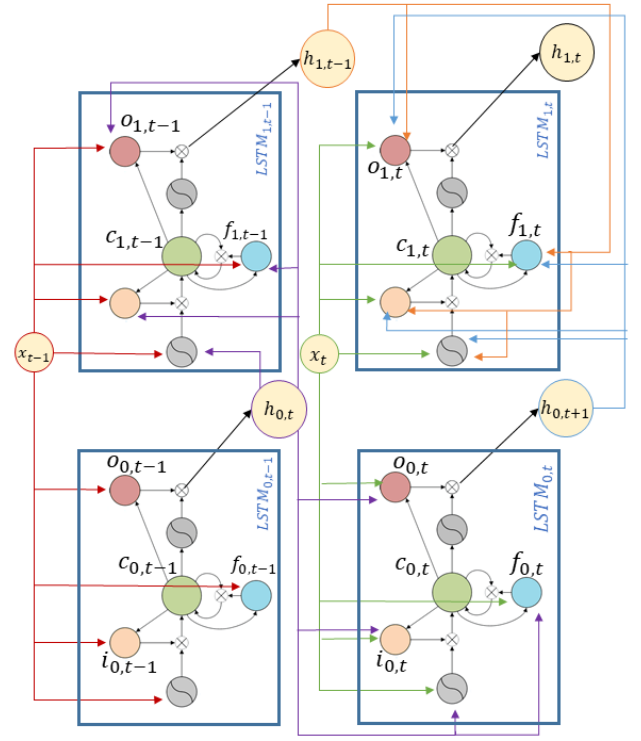 h1,t−1
h1,t
o1,t−1
LSTM1,t−1
c1,t−1
f1,t−1
o1,t
LSTM1,t
c1,t
f1,t
xt−1
xt
h0,t
h0,t+1
o0,t−1
LSTM0,t−1
c0,t−1
f0,t−1
i0,t−1
o0,t
LSTM0,t
c0,t
f0,t
i0,t